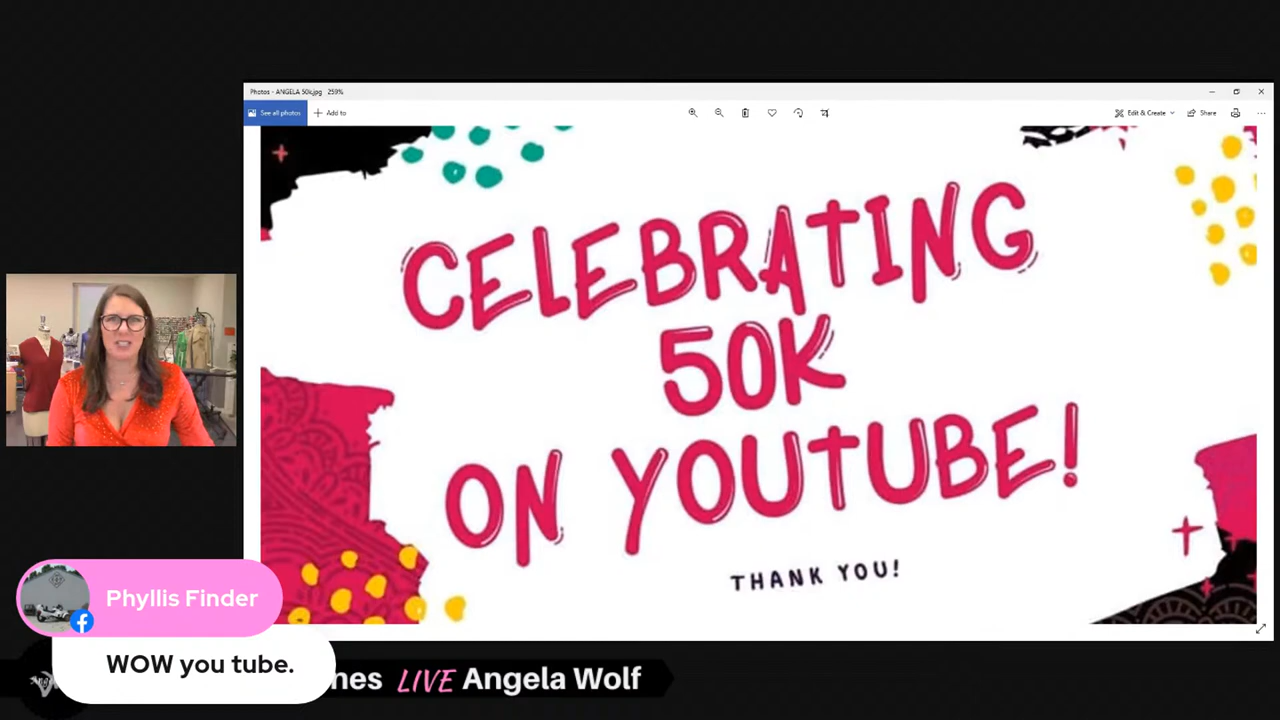 Photos - ANGELA 50k.jpg 259%
See all photos
Add to
Edit & Create
Share
CELEBRATING
50K
ON YOUTUBE!
THANK YOU!
Phyllis Finder
WOW you tube.
LIVE Angela Wolf